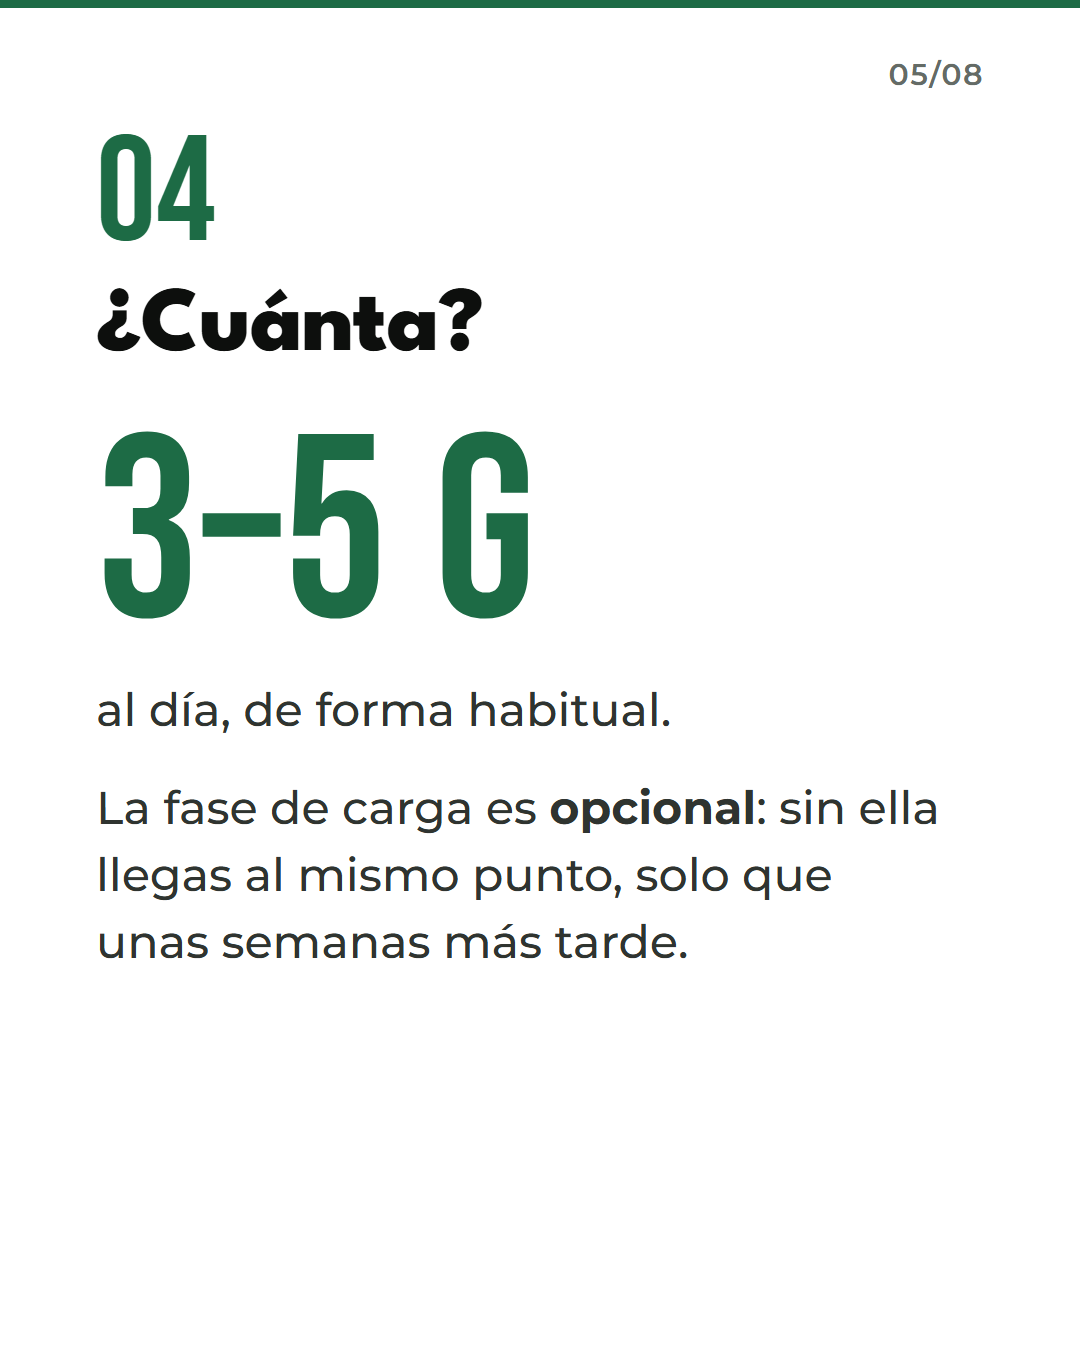 05/08
04
¿Cuánta?
3–5 G
al día, de forma habitual.
La fase de carga es opcional: sin ella
llegas al mismo punto, solo que
unas semanas más tarde.